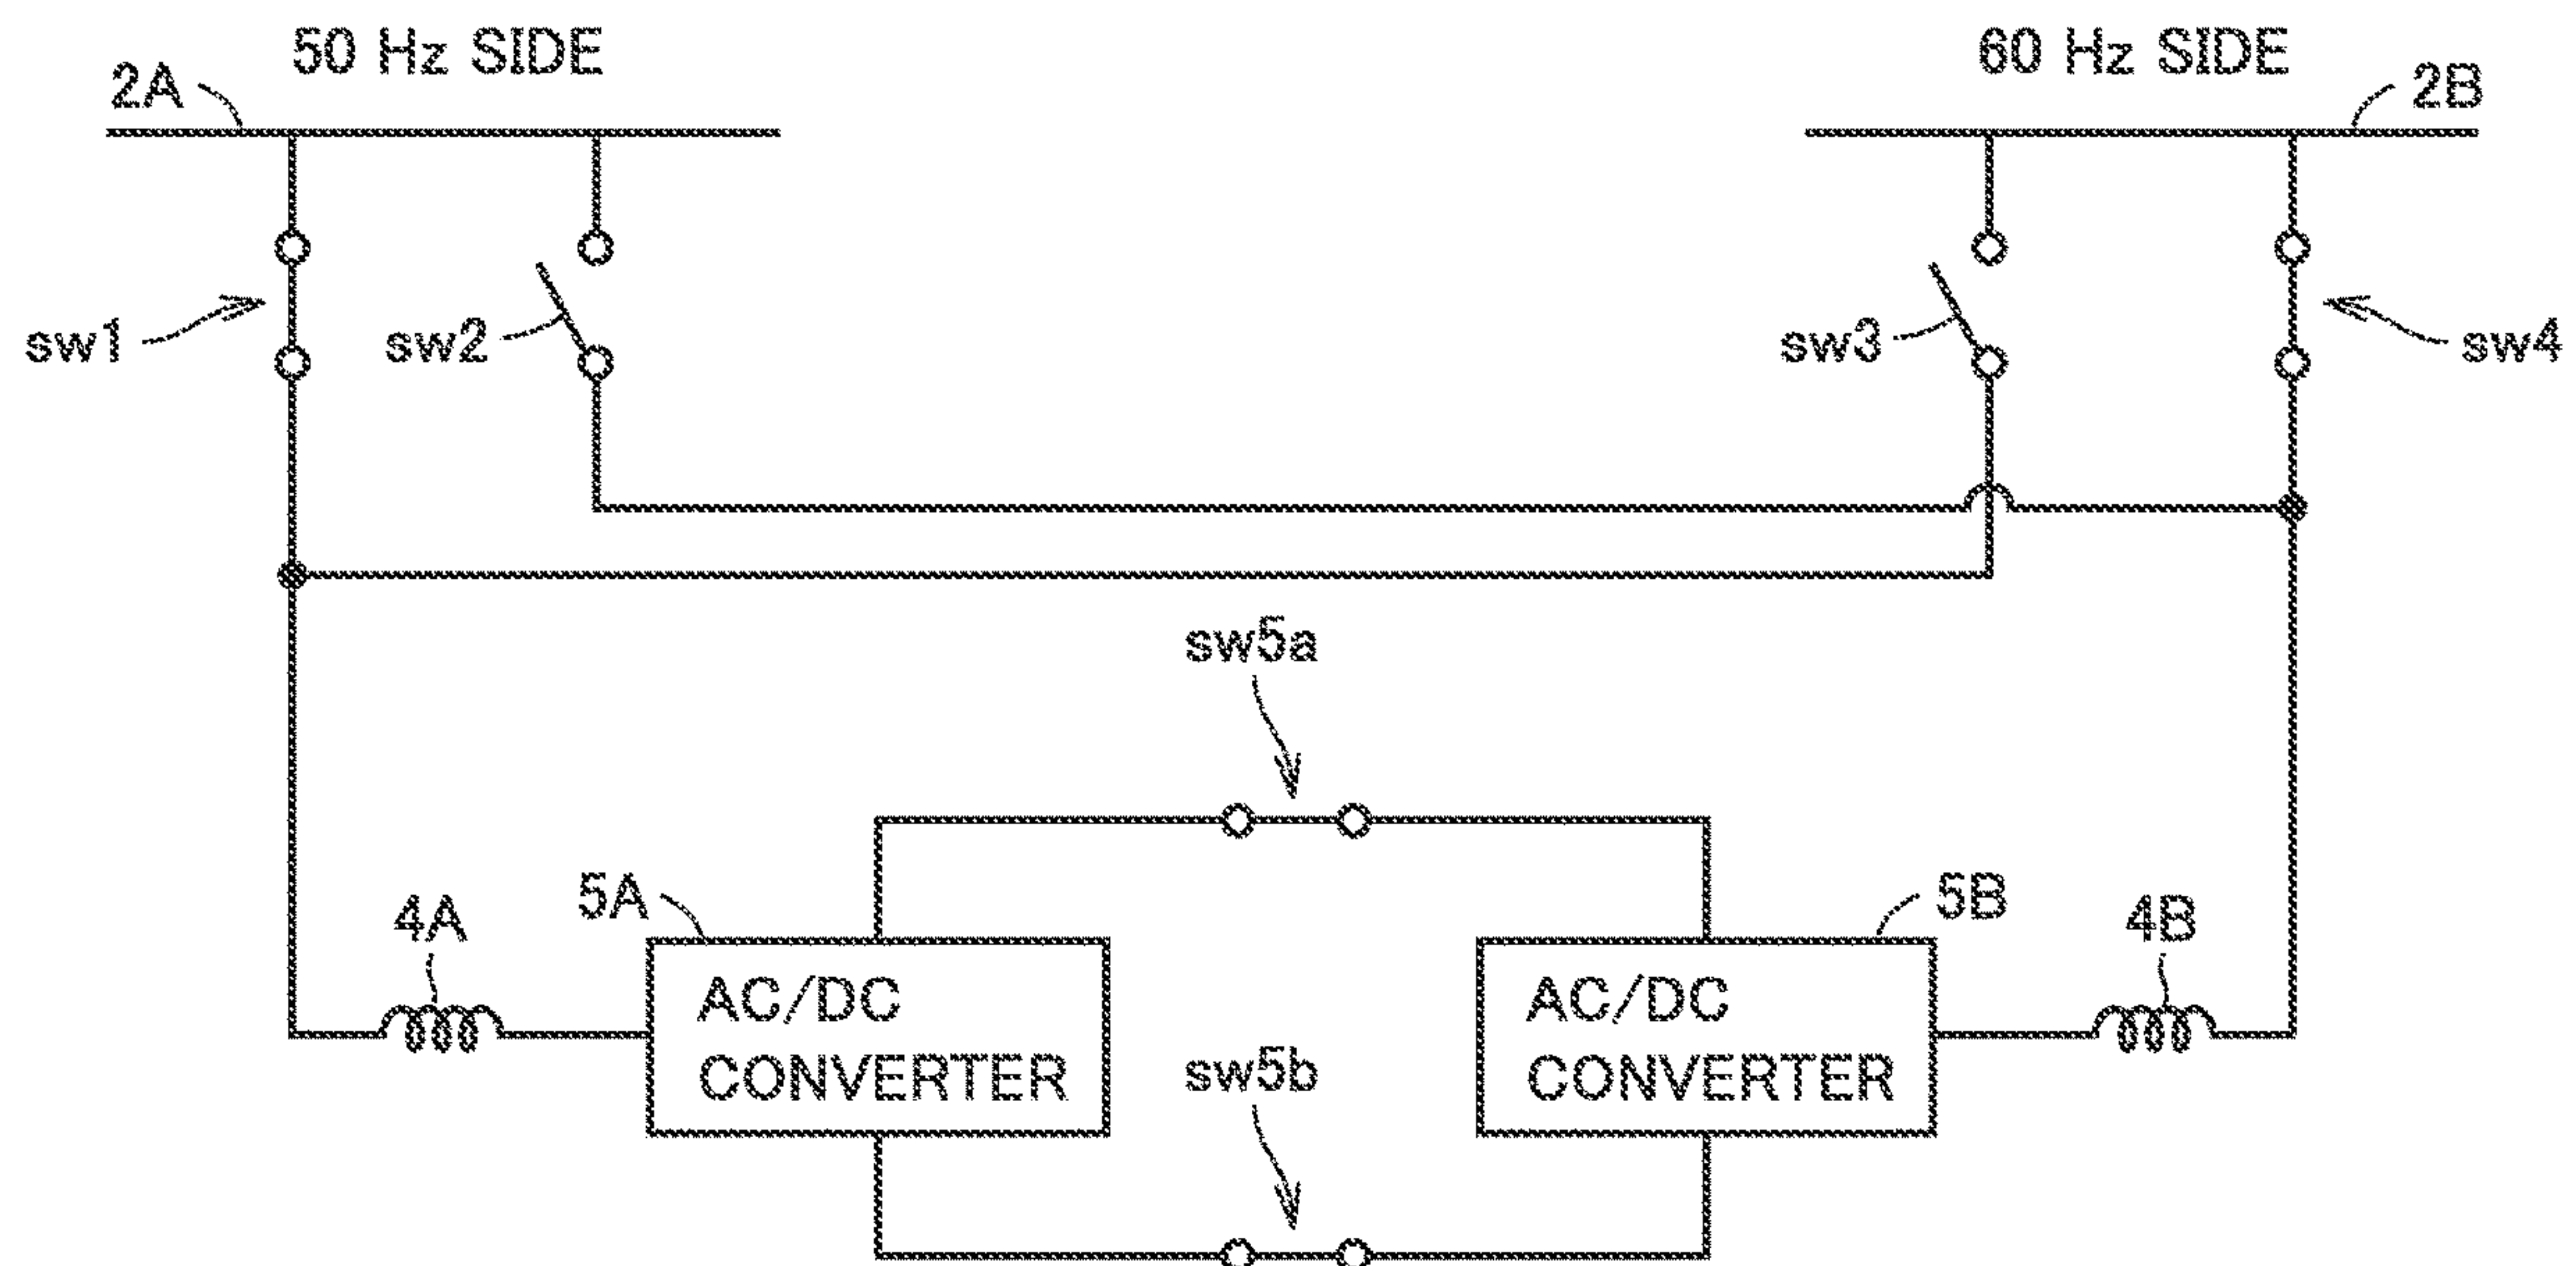 50 Hz SIDE
60 Hz SIDE
2A
2B
sw1
sw2
sw3
sw4
sw5a
5A
5B
4A
4B
AC/DC
CONVERTER
AC/DC
CONVERTER
sw5b